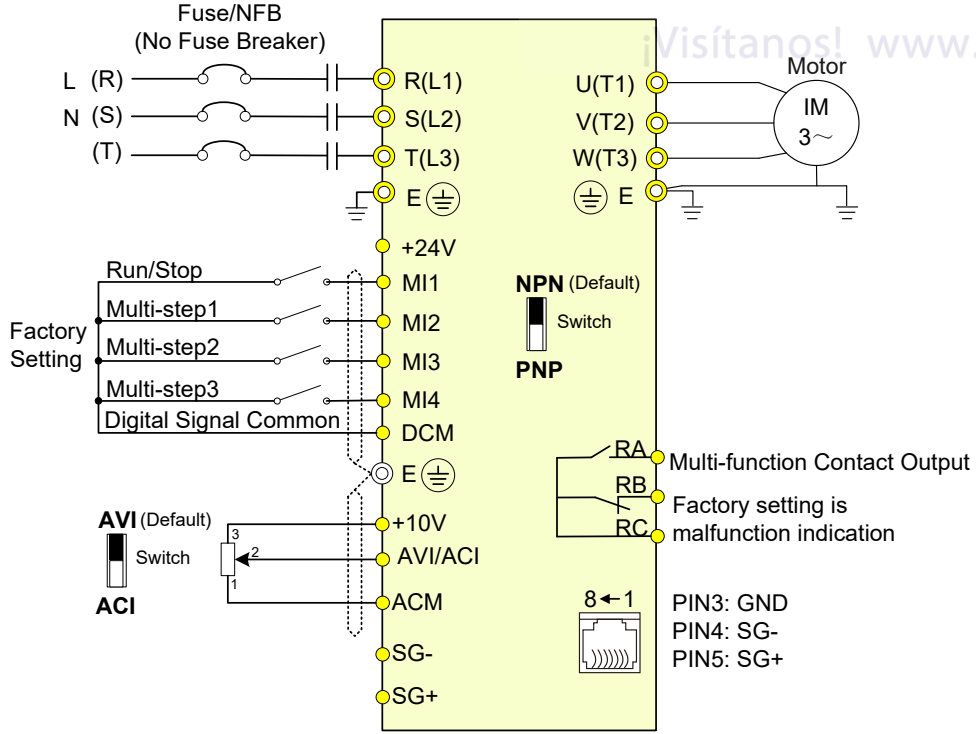 Fuse/NFB
(No Fuse Breaker)
¡Visítanos! www.
L (R)
N (S)
(T)
R(L1)
S(L2)
T(L3)
E
U(T1)
V(T2)
W(T3)
E
Motor
IM
3~
+24V
Run/Stop
MI1
Multi-step1
MI2
Multi-step2
MI3
Multi-step3
MI4
Digital Signal Common
DCM
Factory
Setting
E
NPN (Default)
Switch
PNP
RA
RB
RC
Multi-function Contact Output
Factory setting is
malfunction indication
AVI (Default)
Switch
ACI
3
2
1
+10V
AVI/ACI
ACM
SG-
SG+
8←1
PIN3: GND
PIN4: SG-
PIN5: SG+